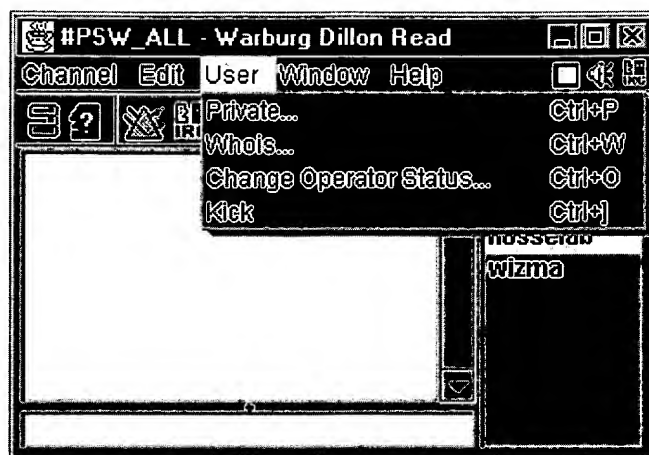 #PSW_ALL - Warburg Dillon Read
Channel Edit User Window Help
IRC
Private... Ctrl+P
Whois... Ctrl+W
Change Operator Status... Ctrl+O
Kick Ctrl+]
wizma